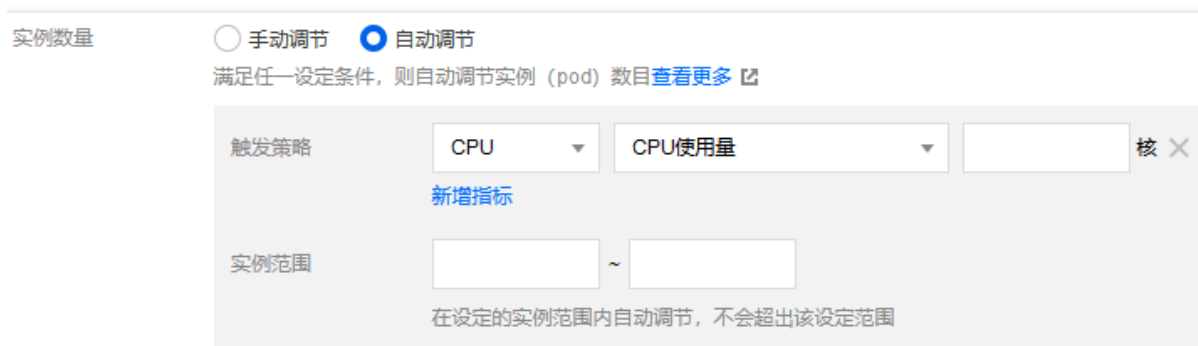 实例数量 手动调节 自动调节
满足任一设定条件，则自动调节实例（pod）数目查看更多
触发策略 CPU CPU使用量 核
新增指标
实例范围 ~
在设定的实例范围内自动调节，不会超出该设定范围